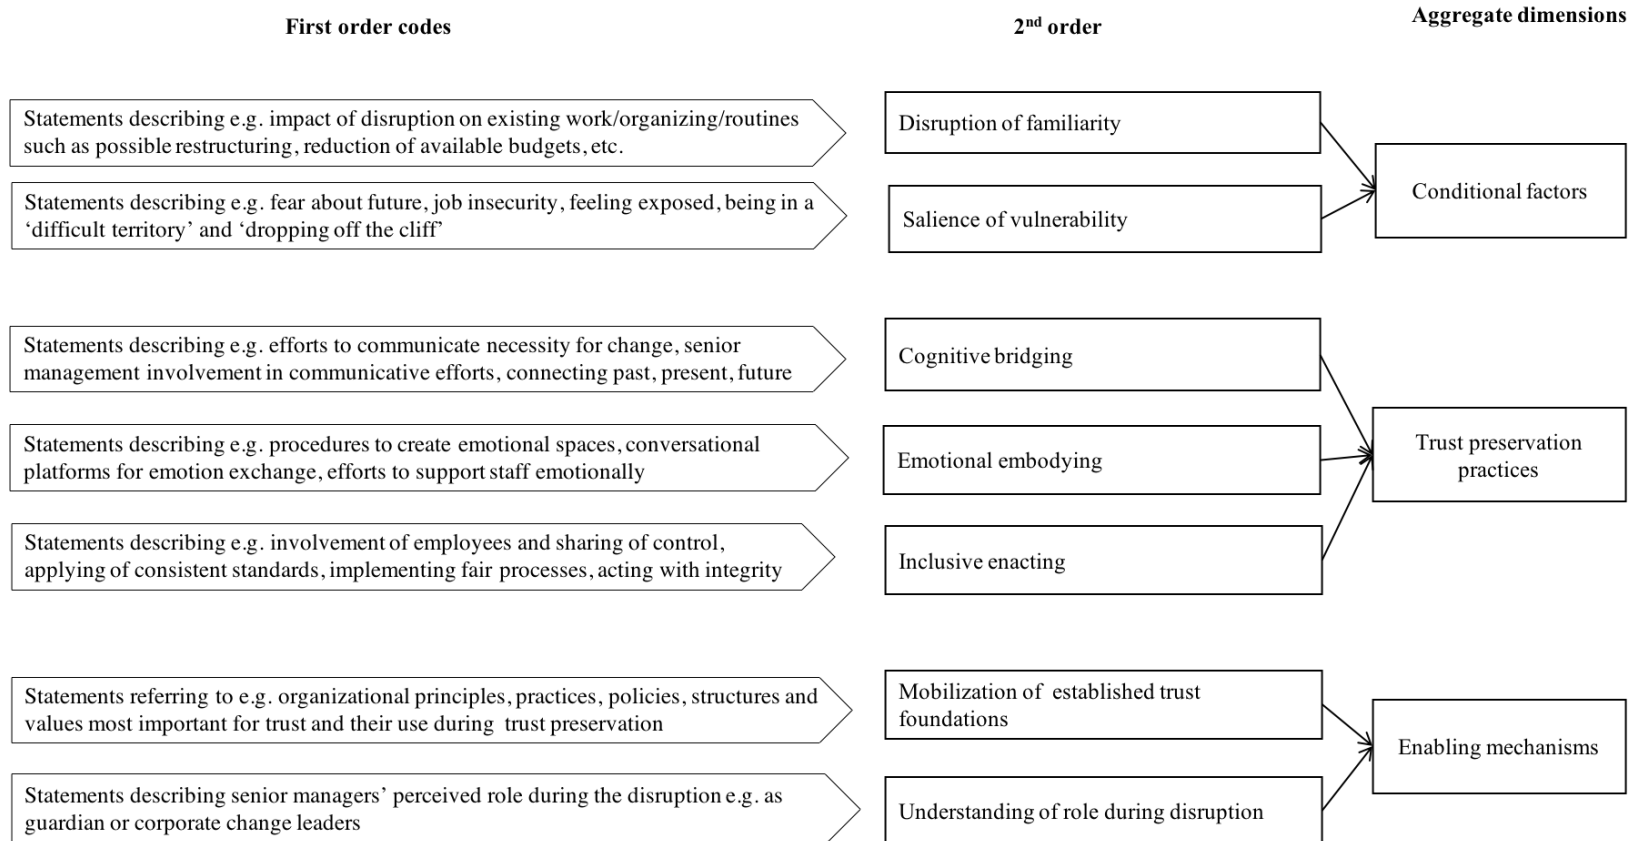 First order codes
2nd order
Aggregate dimensions
Statements describing e.g. impact of disruption on existing work/organizing/routines
such as possible restructuring, reduction of available budgets, etc.
Disruption of familiarity
Statements describing e.g. fear about future, job insecurity, feeling exposed, being in a
‘difficult territory’ and ‘dropping off the cliff’
Salience of vulnerability
Conditional factors
Statements describing e.g. efforts to communicate necessity for change, senior
management involvement in communicative efforts, connecting past, present, future
Cognitive bridging
Statements describing e.g. procedures to create emotional spaces, conversational
platforms for emotion exchange, efforts to support staff emotionally
Emotional embodying
Statements describing e.g. involvement of employees and sharing of control,
applying of consistent standards, implementing fair processes, acting with integrity
Inclusive enacting
Trust preservation
practices
Statements referring to e.g. organizational principles, practices, policies, structures and
values most important for trust and their use during trust preservation
Mobilization of established trust
foundations
Statements describing senior managers’ perceived role during the disruption e.g. as
guardian or corporate change leaders
Understanding of role during disruption
Enabling mechanisms